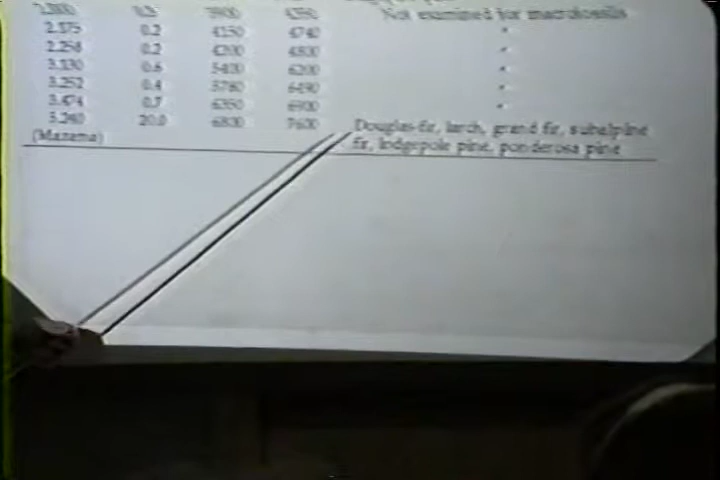 Not examined for macrofossils
2.575 0.2 4150 4740 "
2.258 0.2 4200 4800 "
3.130 0.6 5400 6200 "
3.252 0.4 5780 6490 "
3.474 0.7 6350 6900 "
5.260 20.0 6800 7600 Douglas-fir, larch, grand fir, subalpine
(Mazama) fir, lodgepole pine, ponderosa pine